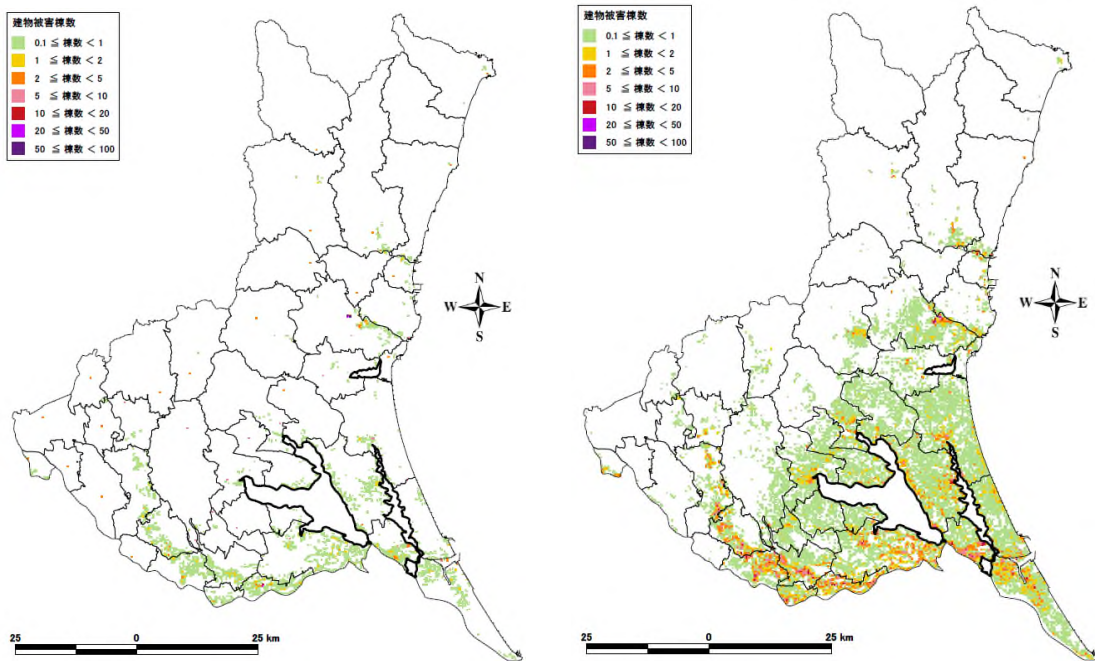 建物被害棟数
0.1 ≦ 棟数 < 1
1 ≦ 棟数 < 2
2 ≦ 棟数 < 5
5 ≦ 棟数 < 10
10 ≦ 棟数 < 20
20 ≦ 棟数 < 50
50 ≦ 棟数 < 100
N
W E
S
25 0 25 km
建物被害棟数
0.1 ≦ 棟数 < 1
1 ≦ 棟数 < 2
2 ≦ 棟数 < 5
5 ≦ 棟数 < 10
10 ≦ 棟数 < 20
20 ≦ 棟数 < 50
50 ≦ 棟数 < 100
N
W E
S
25 0 25 km